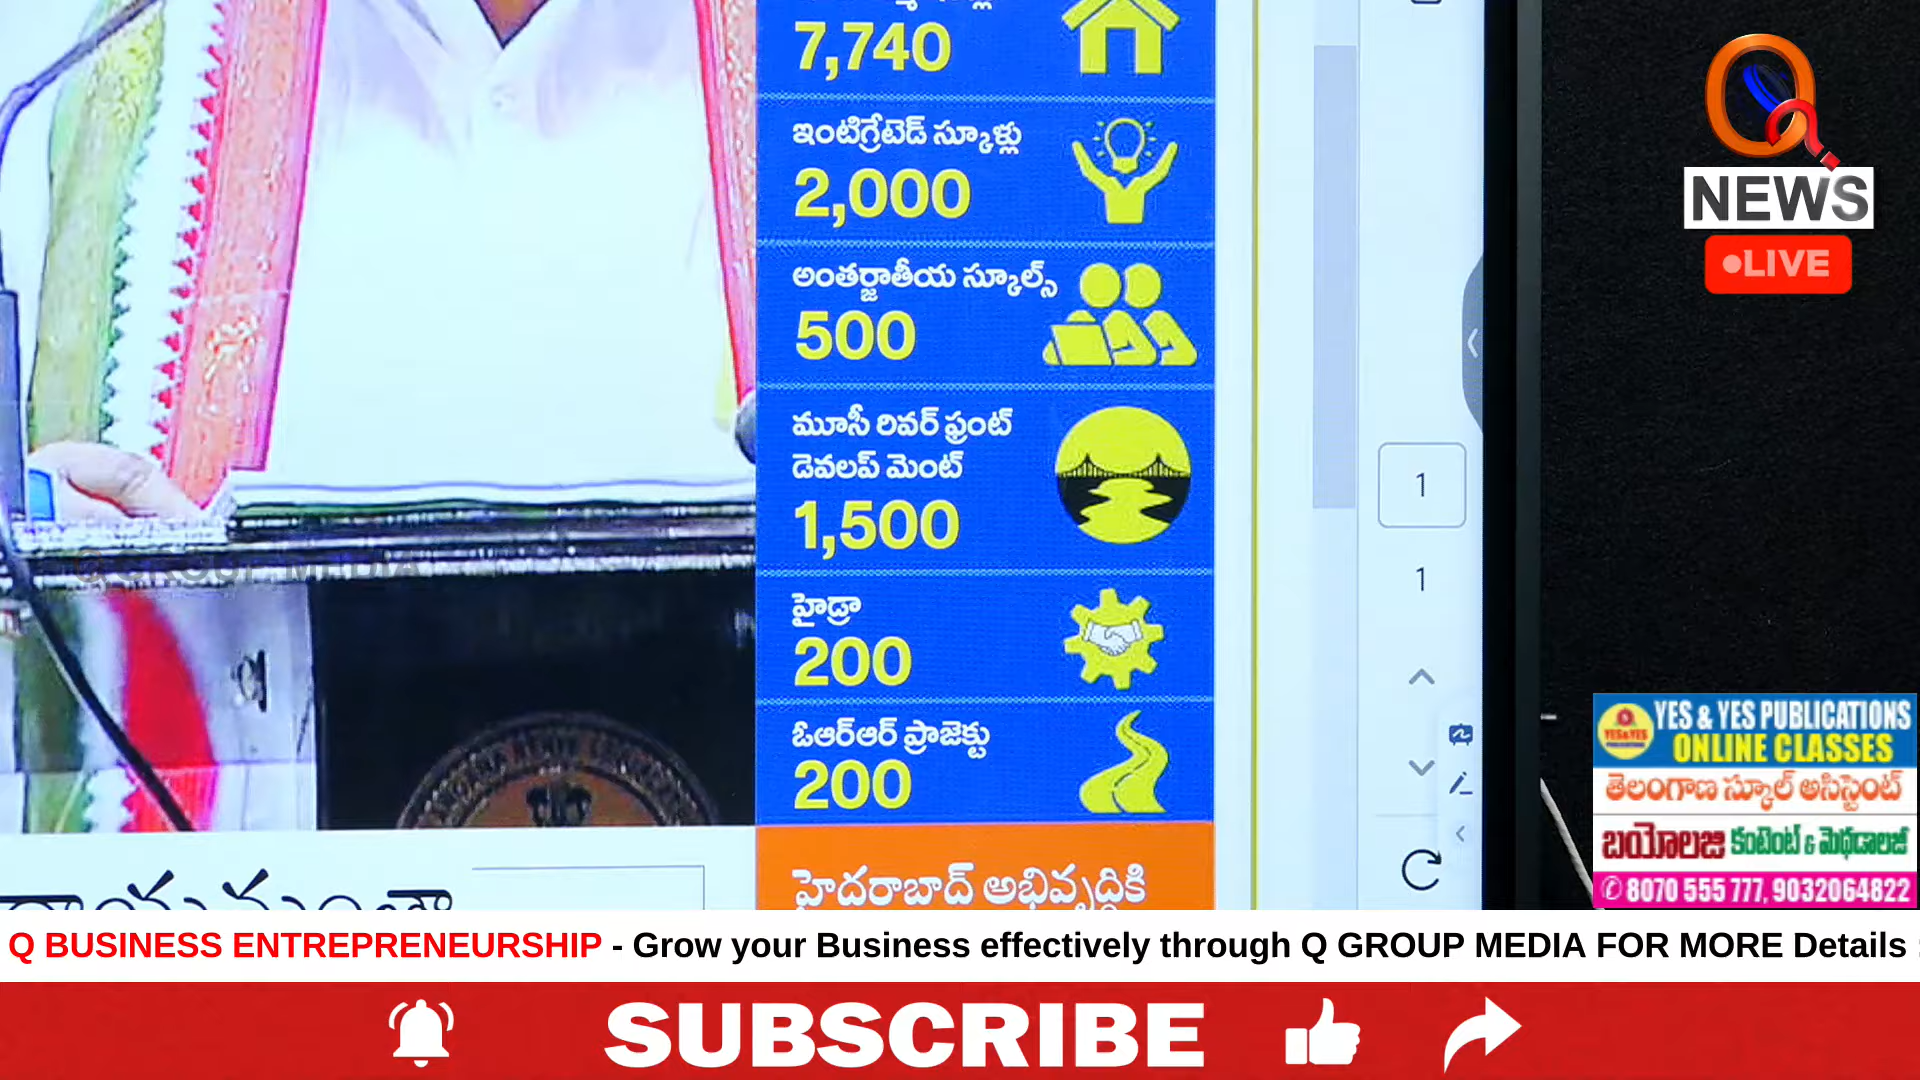 7,740
ఇంటిగ్రేటెడ్ స్కూళ్లు
2,000
అంతర్జాతీయ స్కూల్స్
500
మూసీ రివర్ ఫ్రంట్
డెవలప్ మెంట్
1,500
హైడ్రా
200
ఓఆర్ఆర్ ప్రాజెక్టు
200
హైదరాబాద్ అభివృద్ధికి
1
1
Q GROUP MEDIA
NEWS
LIVE
YES & YES PUBLICATIONS
ONLINE CLASSES
తెలంగాణ స్కూల్ అసిస్టెంట్
బయోలజి కంటెంట్ & మెథడాలజీ
8070 555 777, 9032064822
Q BUSINESS ENTREPRENEURSHIP - Grow your Business effectively through Q GROUP MEDIA FOR MORE Details :
SUBSCRIBE